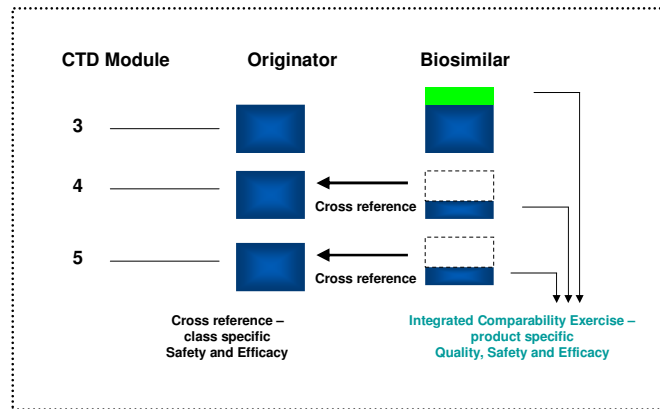 CTD Module Originator Biosimilar
3
4
Cross reference
5
Cross reference
Cross reference –
class specific
Safety and Efficacy
Integrated Comparability Exercise –
product specific
Quality, Safety and Efficacy